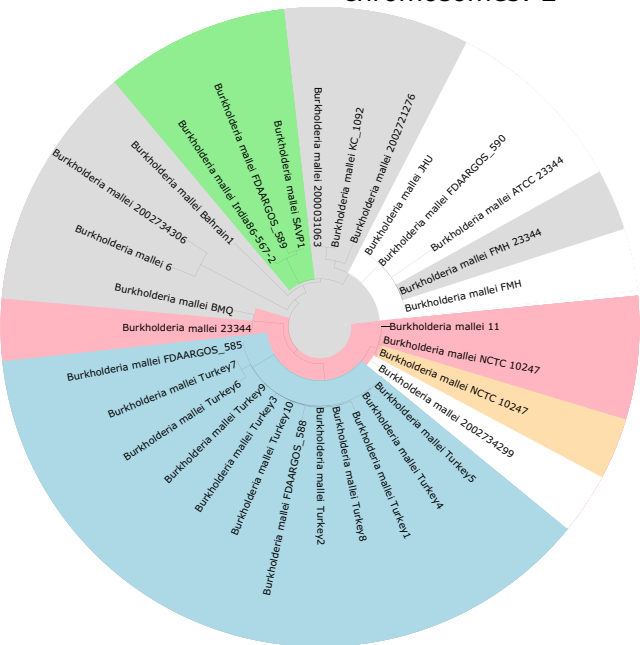 Burkholderia mallei 2000031063
Burkholderia mallei KC_1092
Burkholderia mallei 2002721276
Burkholderia mallei JHU
Burkholderia mallei FDAARGOS_590
Burkholderia mallei ATCC 23344
Burkholderia mallei FMH 23344
Burkholderia mallei FMH
Burkholderia mallei 11
Burkholderia mallei NCTC 10247
Burkholderia mallei NCTC 10247
Burkholderia mallei 2002734299
Burkholderia mallei Turkey5
Burkholderia mallei Turkey4
Burkholderia mallei Turkey1
Burkholderia mallei Turkey8
Burkholderia mallei Turkey2
Burkholderia mallei FDAARGOS_588
Burkholderia mallei Turkey10
Burkholderia mallei Turkey3
Burkholderia mallei Turkey9
Burkholderia mallei Turkey6
Burkholderia mallei Turkey7
Burkholderia mallei FDAARGOS_585
Burkholderia mallei 23344
Burkholderia mallei BMQ
Burkholderia mallei 6
Burkholderia mallei 2002734306
Burkholderia mallei Bahrain1
Burkholderia mallei India86-567-2
Burkholderia mallei FDAARGOS_589
Burkholderia mallei SAVP1